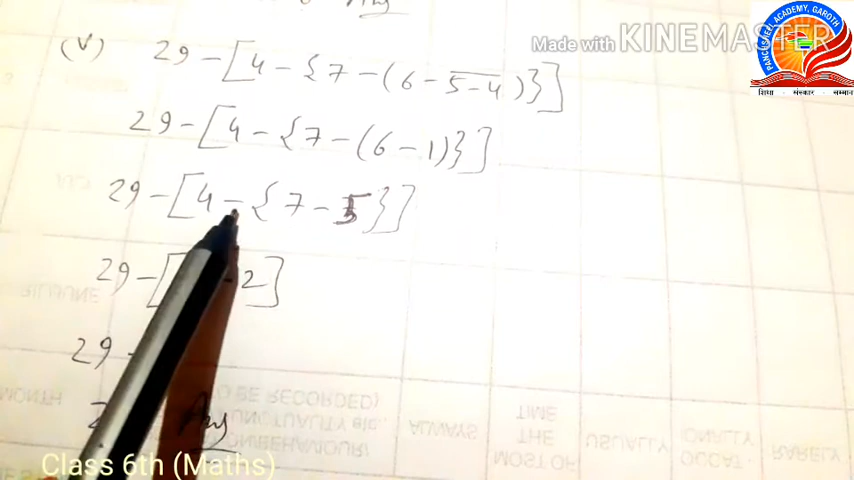 Made with KINEMASTER
PANCHSHEEL ACADEMY, GAROTH
शिक्षा • संस्कार • सम्मान
(V) 29 - [4 - {7 - (6 - 5̅ ̅-̅ ̅4̅)}]
29 - [4 - {7 - (6 - 1)}]
29 - [4 - {7 - 5}]
29 - [ - 2]
29 -
Ans
TO BE RECORDED)
PUNCTUALITY etc.
ALWAYS
TIME
THE
MOST OF
USUALLY
RARELY
MONTH
Class 6th (Maths)